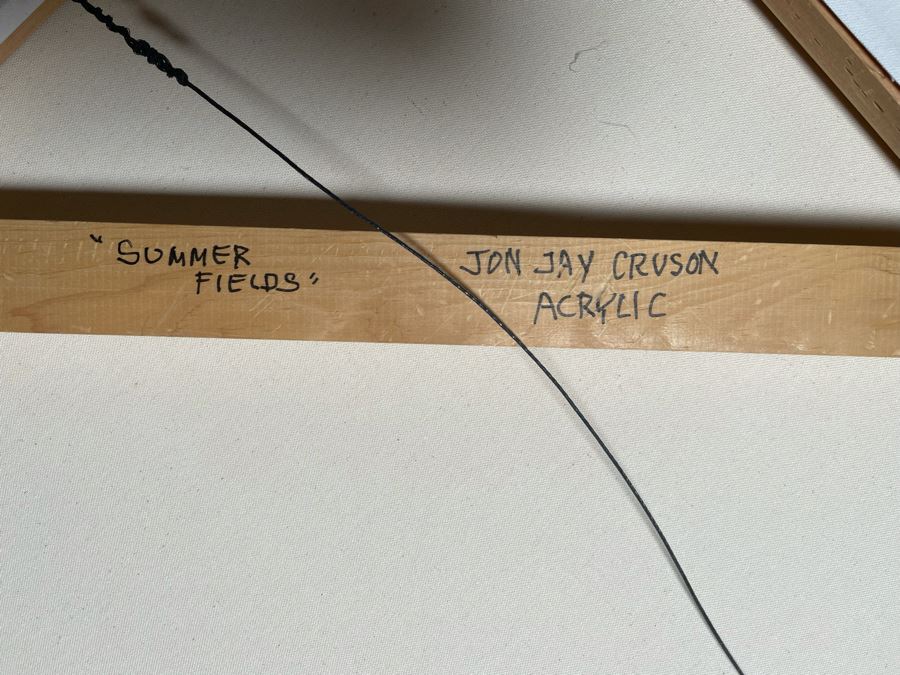 "SUMMER
FIELDS"
JON JAY CRUSON
ACRYLIC